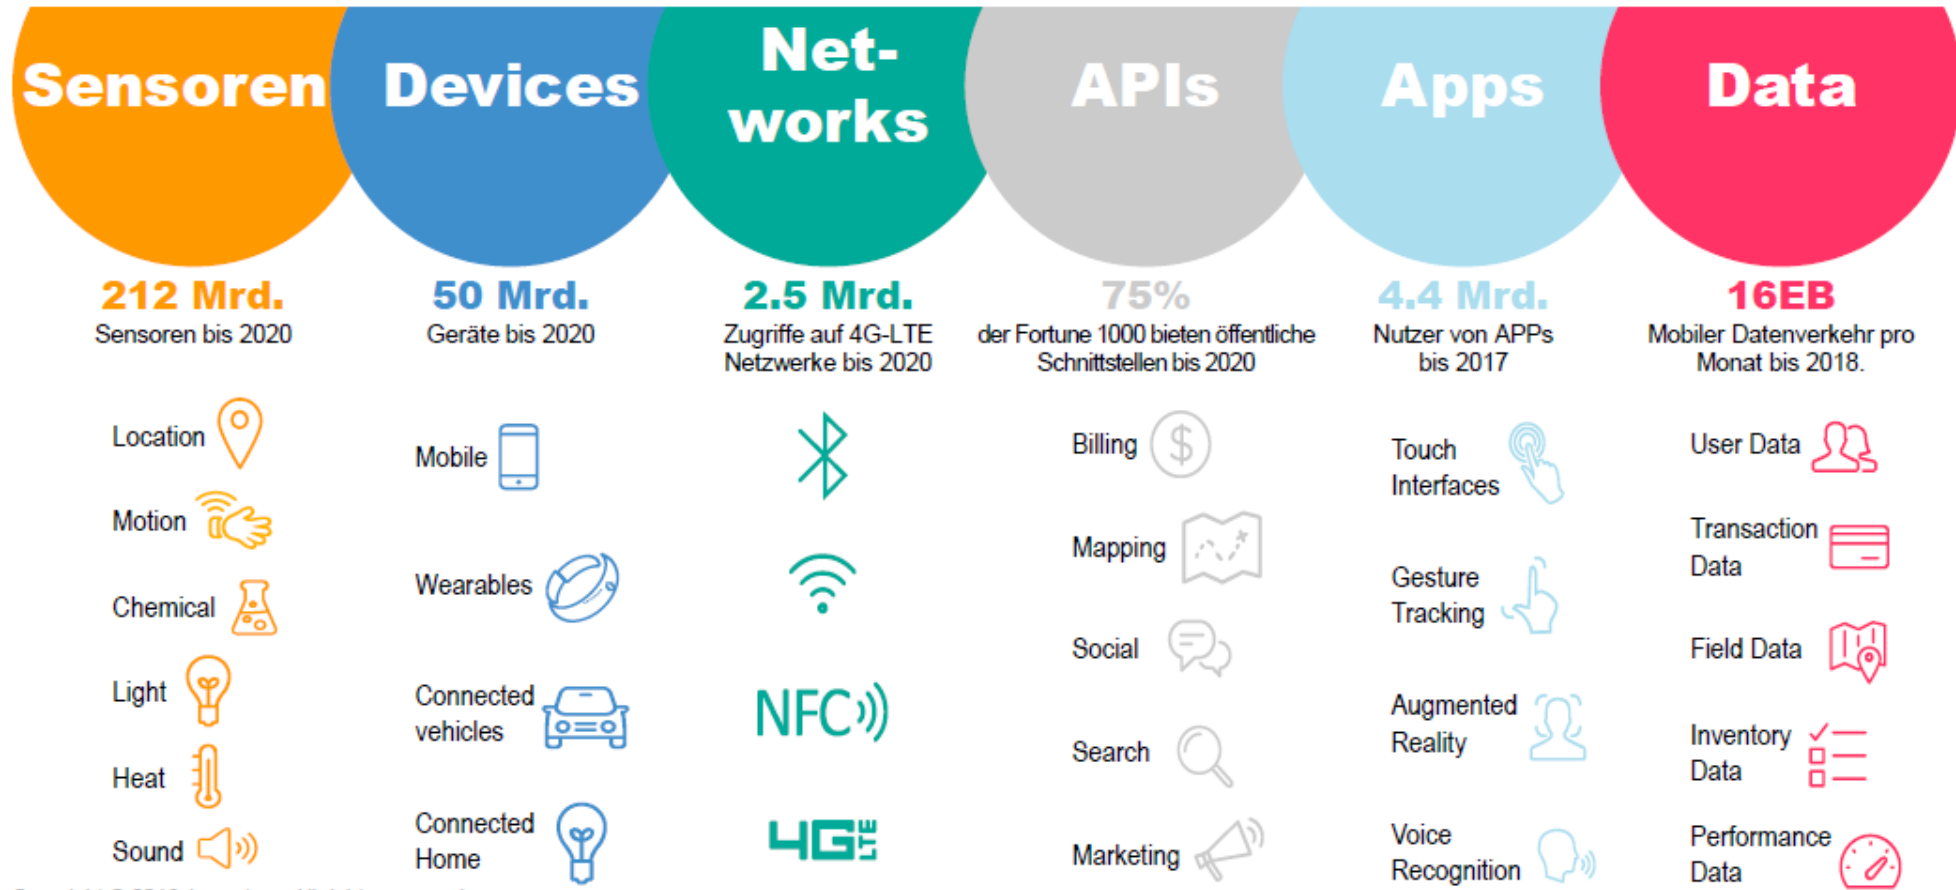 Sensoren
Devices
Net-
works
APIs
Apps
Data
212 Mrd.
Sensoren bis 2020
50 Mrd.
Geräte bis 2020
2.5 Mrd.
Zugriffe auf 4G-LTE
Netzwerke bis 2020
75%
der Fortune 1000 bieten öffentliche
Schnittstellen bis 2020
4.4 Mrd.
Nutzer von APPs
bis 2017
16EB
Mobiler Datenverkehr pro
Monat bis 2018.
Location
Motion
Chemical
Light
Heat
Sound
Mobile
Wearables
Connected
vehicles
Connected
Home
NFC
4G LTE
Billing
$
Mapping
Social
Search
Marketing
Touch
Interfaces
Gesture
Tracking
Augmented
Reality
Voice
Recognition
User Data
Transaction
Data
Field Data
Inventory
Data
Performance
Data